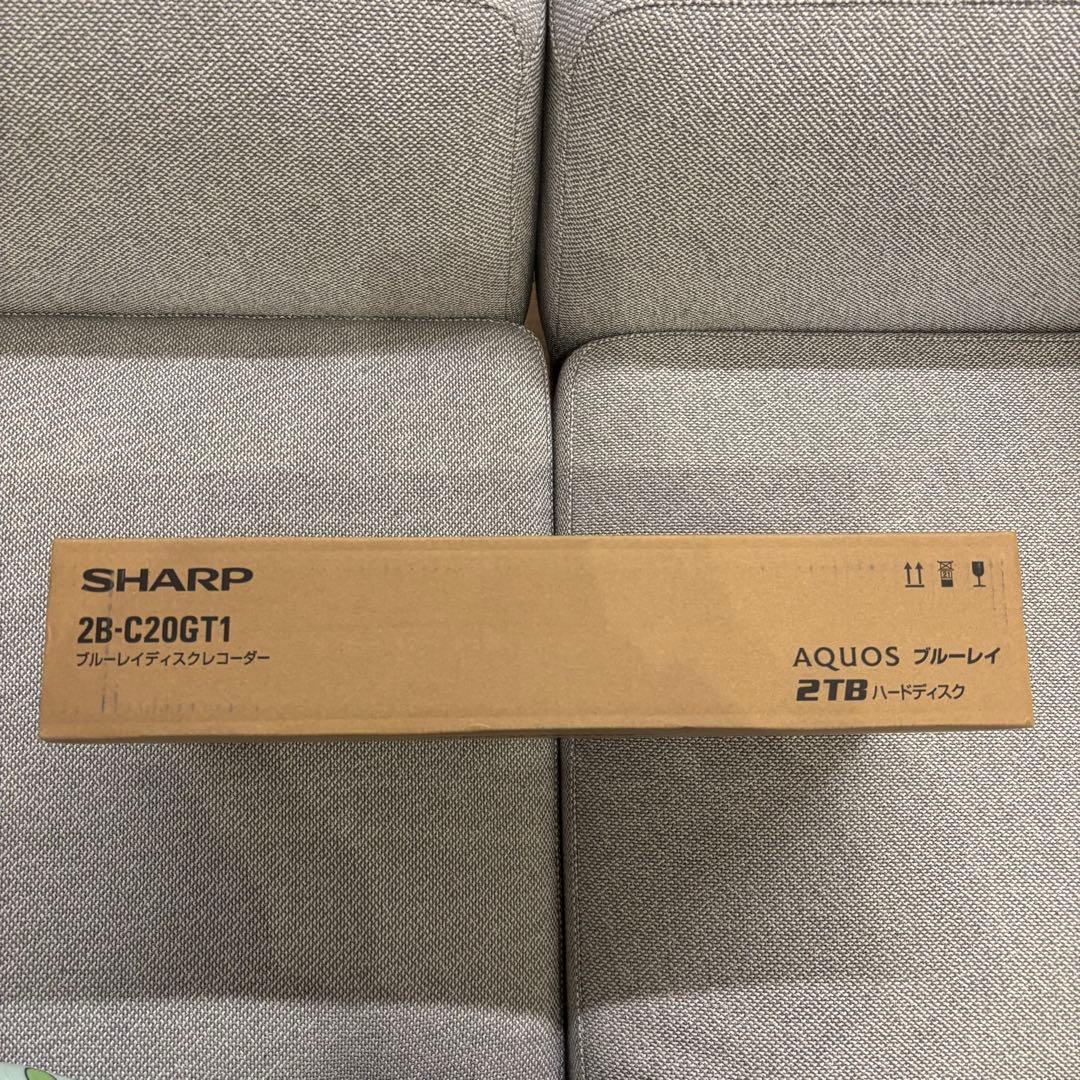 SHARP
2B-C20GT1
ブルーレイディスクレコーダー
AQUOS ブルーレイ
2TB ハードディスク